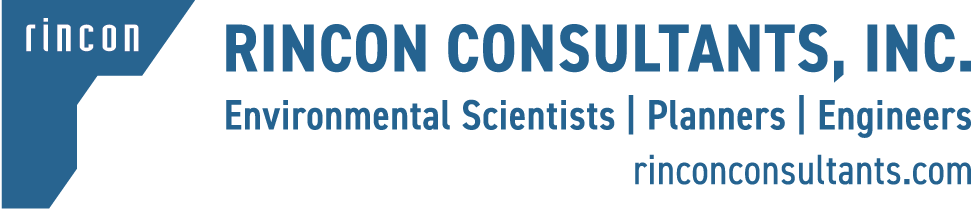 rincon
RINCON CONSULTANTS, INC.
Environmental Scientists | Planners | Engineers
rinconconsultants.com